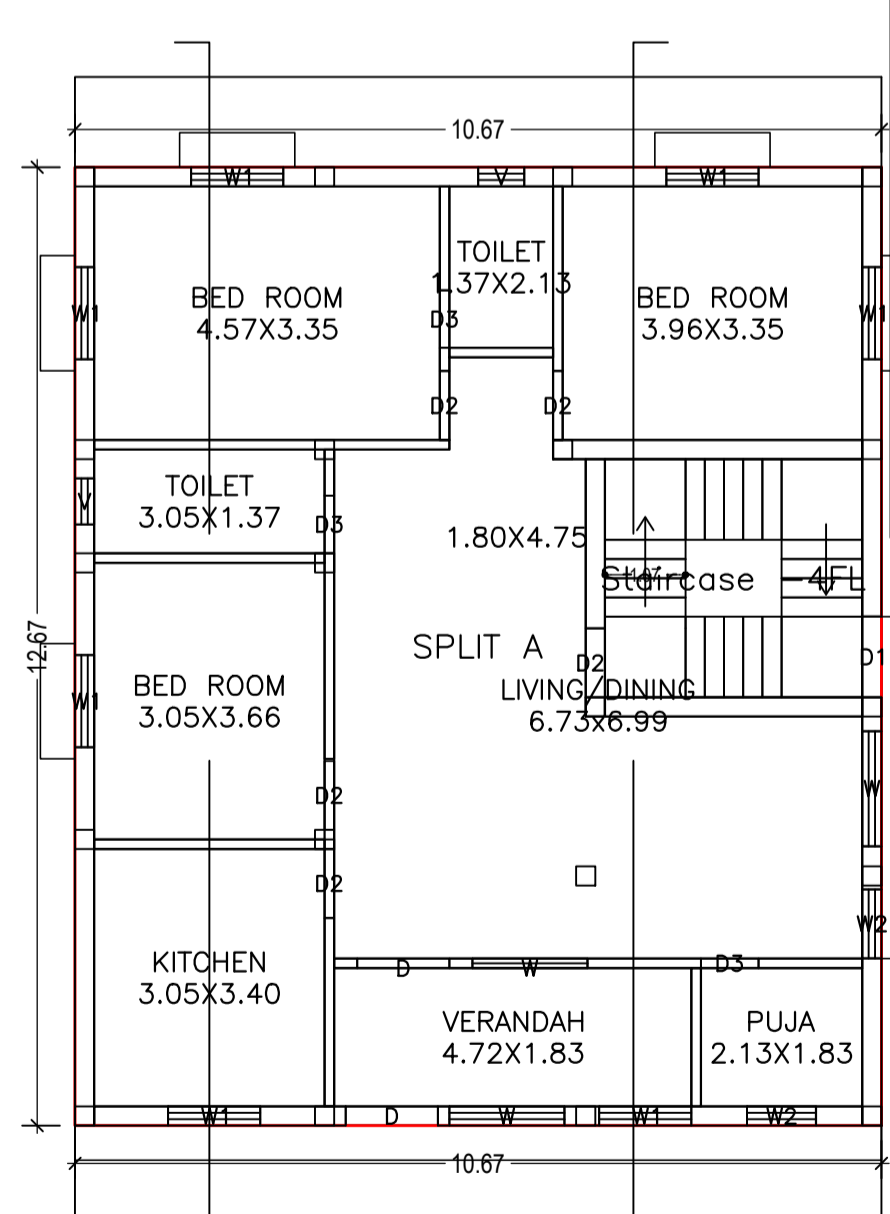 10.67
W1
V
W1
TOILET
1.37X2.13
BED ROOM
4.57X3.35
BED ROOM
3.96X3.35
W1
D3
W1
D2
D2
TOILET
3.05X1.37
V
D3
1.80X4.75
Staircase -4FL
12.67
SPLIT A
D2
D1
BED ROOM
3.05X3.66
LIVING/DINING
6.73x6.99
W1
D2
W
D2
W2
KITCHEN
3.05X3.40
D
W
D3
VERANDAH
4.72X1.83
PUJA
2.13X1.83
W1
D
W
W1
W2
10.67